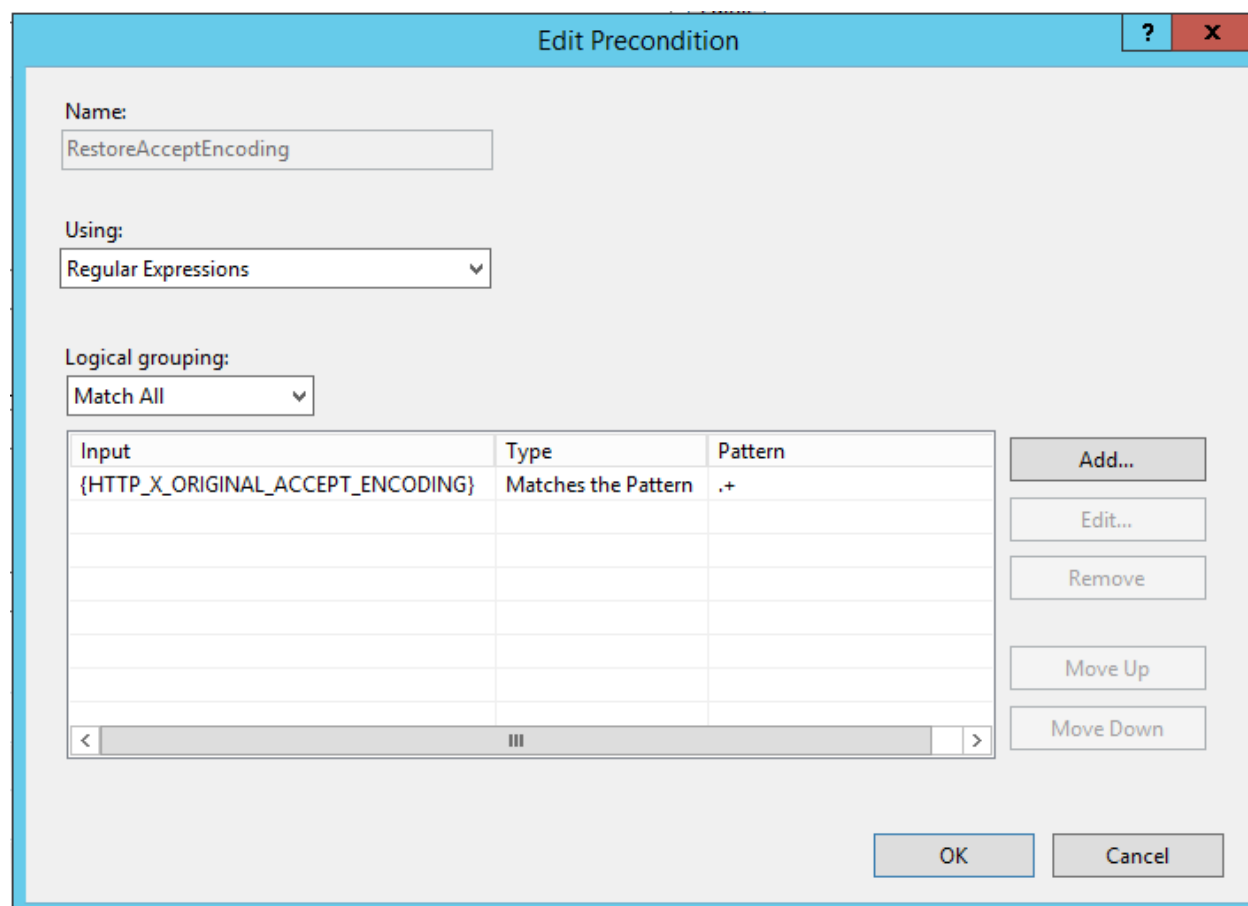 Edit Precondition
?
x
Name:
RestoreAcceptEncoding
Using:
Regular Expressions
Logical grouping:
Match All
Input Type Pattern
{HTTP_X_ORIGINAL_ACCEPT_ENCODING} Matches the Pattern .+
Add...
Edit...
Remove
Move Up
Move Down
OK
Cancel